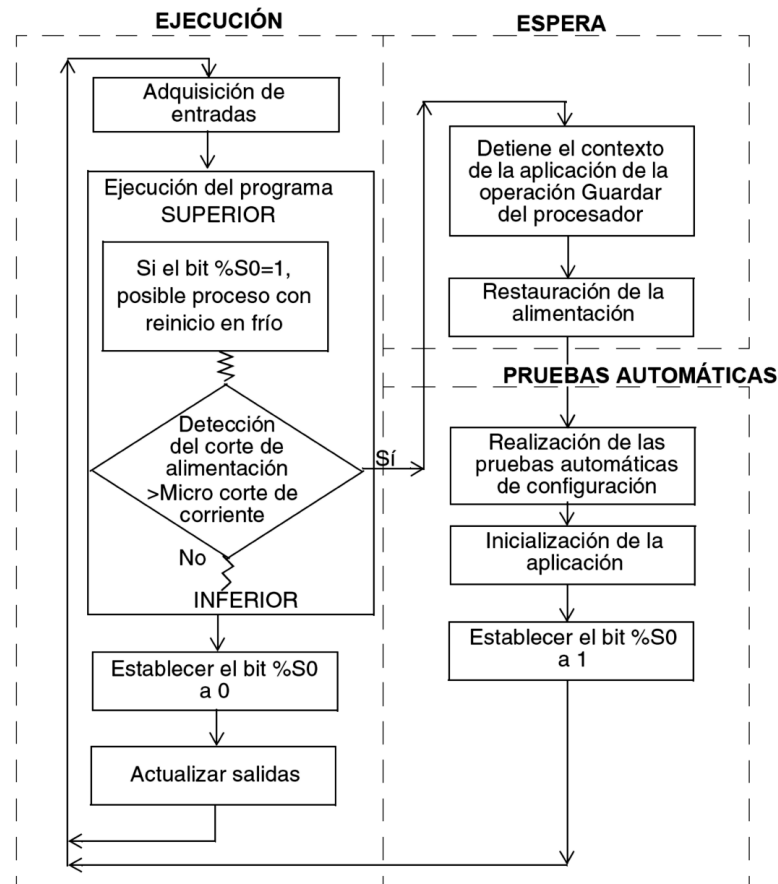 EJECUCIÓN
Adquisición de
entradas
Ejecución del programa
SUPERIOR
Si el bit %S0=1,
posible proceso con
reinicio en frío
Detección
del corte de
alimentación
>Micro corte de
corriente
Sí
No
INFERIOR
Establecer el bit %S0
a 0
Actualizar salidas
ESPERA
Detiene el contexto
de la aplicación de la
operación Guardar
del procesador
Restauración de la
alimentación
PRUEBAS AUTOMÁTICAS
Realización de las
pruebas automáticas
de configuración
Inicialización de la
aplicación
Establecer el bit %S0
a 1